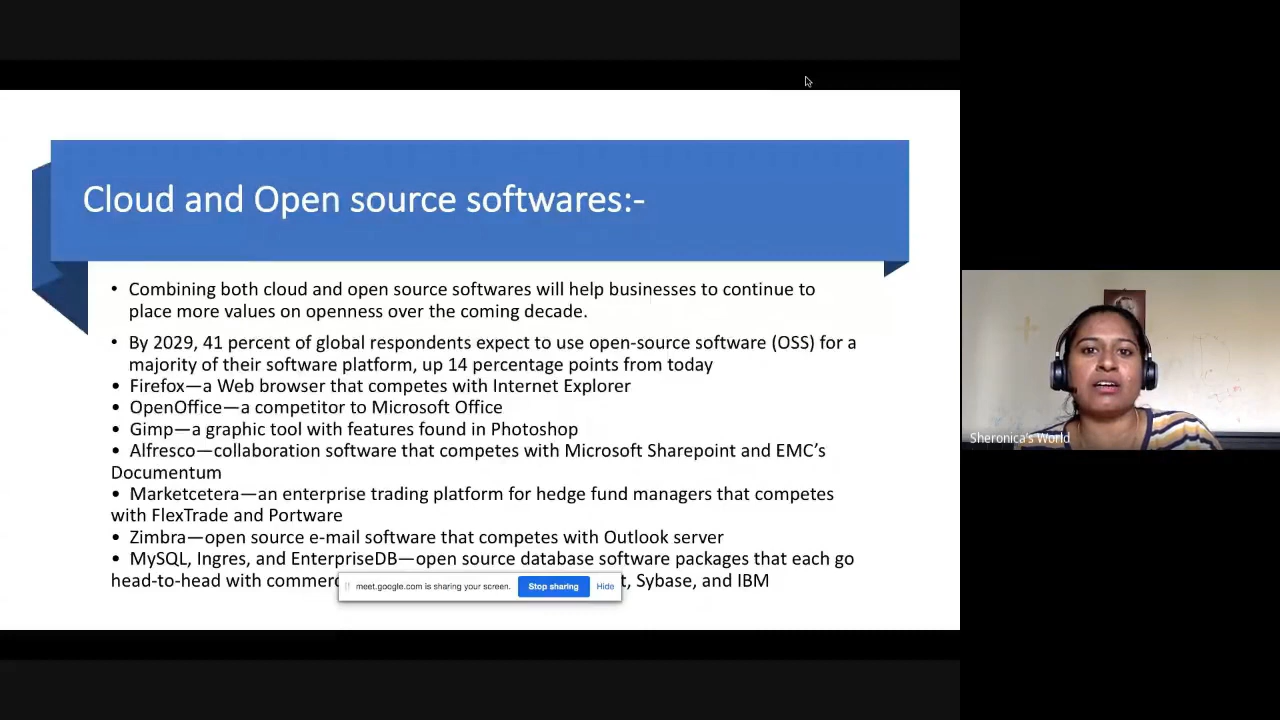 Cloud and Open source softwares:-
• Combining both cloud and open source softwares will help businesses to continue to
place more values on openness over the coming decade.
• By 2029, 41 percent of global respondents expect to use open-source software (OSS) for a
majority of their software platform, up 14 percentage points from today
• Firefox—a Web browser that competes with Internet Explorer
• OpenOffice—a competitor to Microsoft Office
• Gimp—a graphic tool with features found in Photoshop
• Alfresco—collaboration software that competes with Microsoft Sharepoint and EMC’s
Documentum
• Marketcetera—an enterprise trading platform for hedge fund managers that competes
with FlexTrade and Portware
• Zimbra—open source e-mail software that competes with Outlook server
• MySQL, Ingres, and EnterpriseDB—open source database software packages that each go
head-to-head with Sybase, and IBM
meet.google.com is sharing your screen. Stop sharing Hide
Sheronica's World